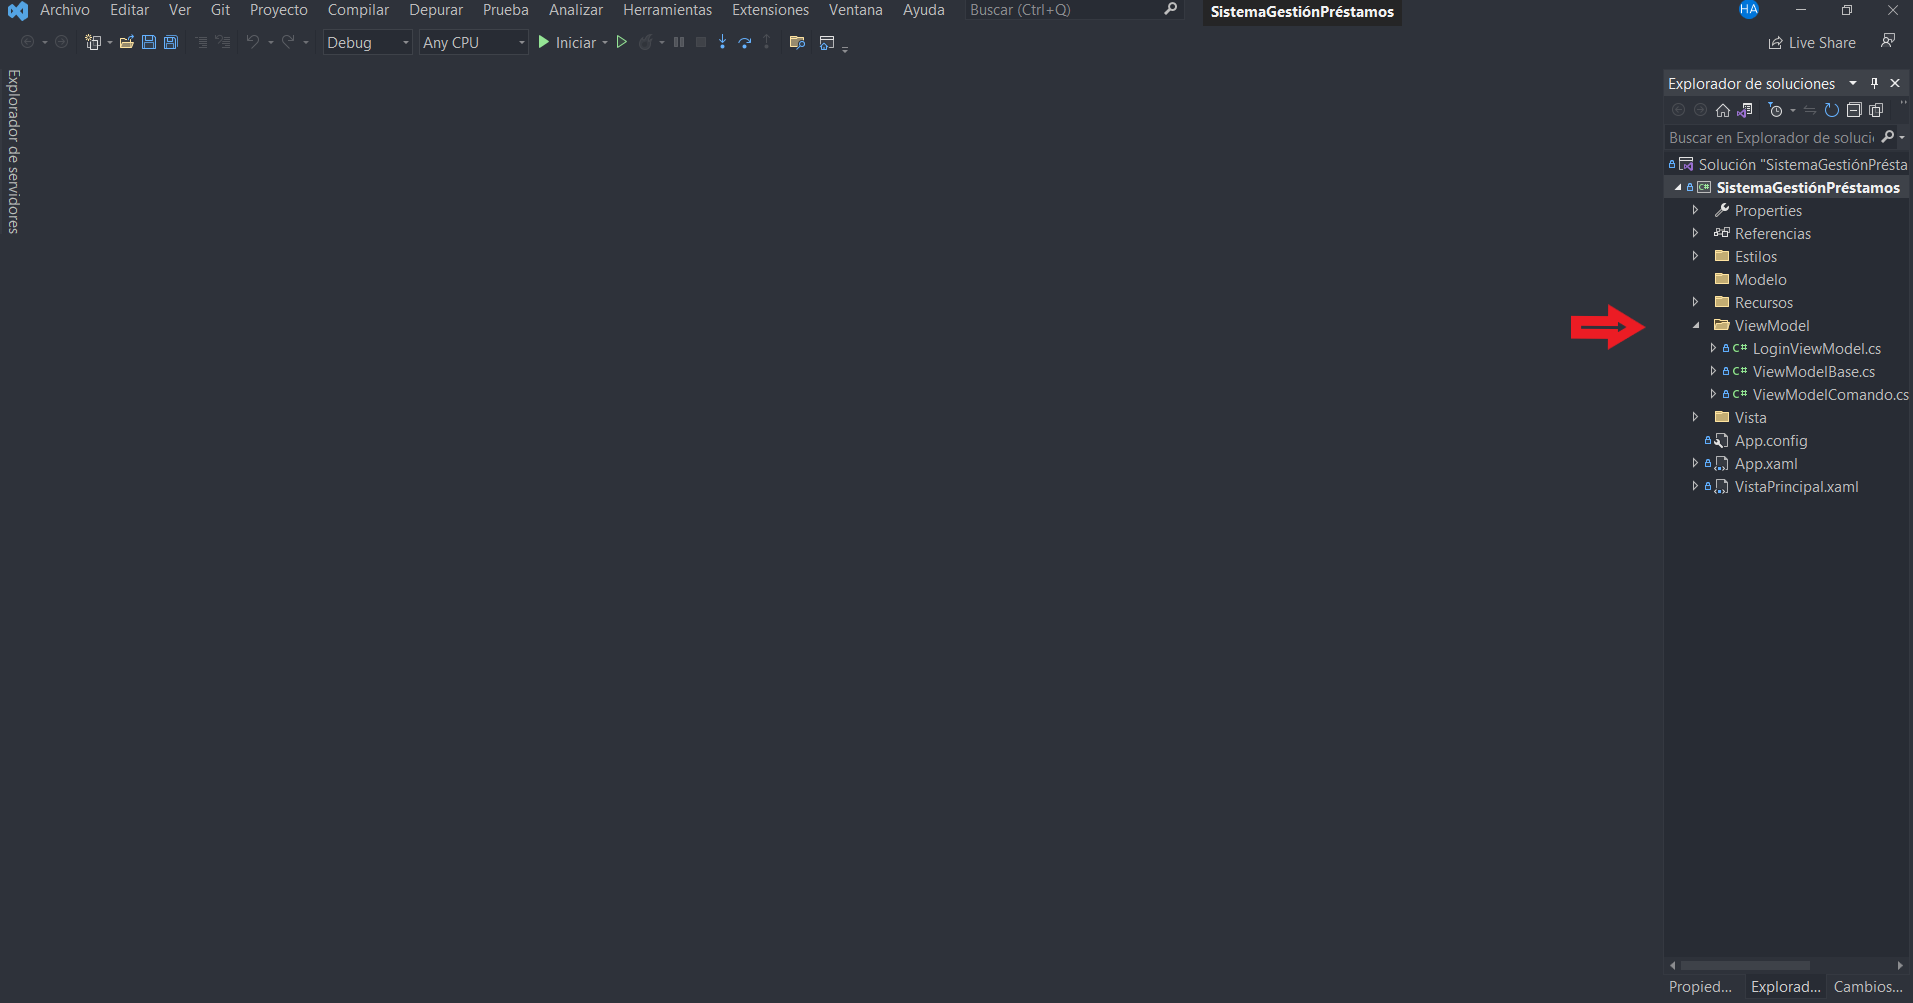 Archivo Editar Ver Git Proyecto Compilar Depurar Prueba Analizar Herramientas Extensiones Ventana Ayuda Buscar (Ctrl+Q) SistemaGestiónPréstamos HA
Debug Any CPU Iniciar Live Share
Explorador de servidores
Explorador de soluciones
Buscar en Explorador de soluci
Solución "SistemaGestiónPrésta
C# SistemaGestiónPréstamos
Properties
Referencias
Estilos
Modelo
Recursos
ViewModel
C# LoginViewModel.cs
C# ViewModelBase.cs
C# ViewModelComando.cs
Vista
App.config
App.xaml
VistaPrincipal.xaml
Propied... Explorad... Cambios...